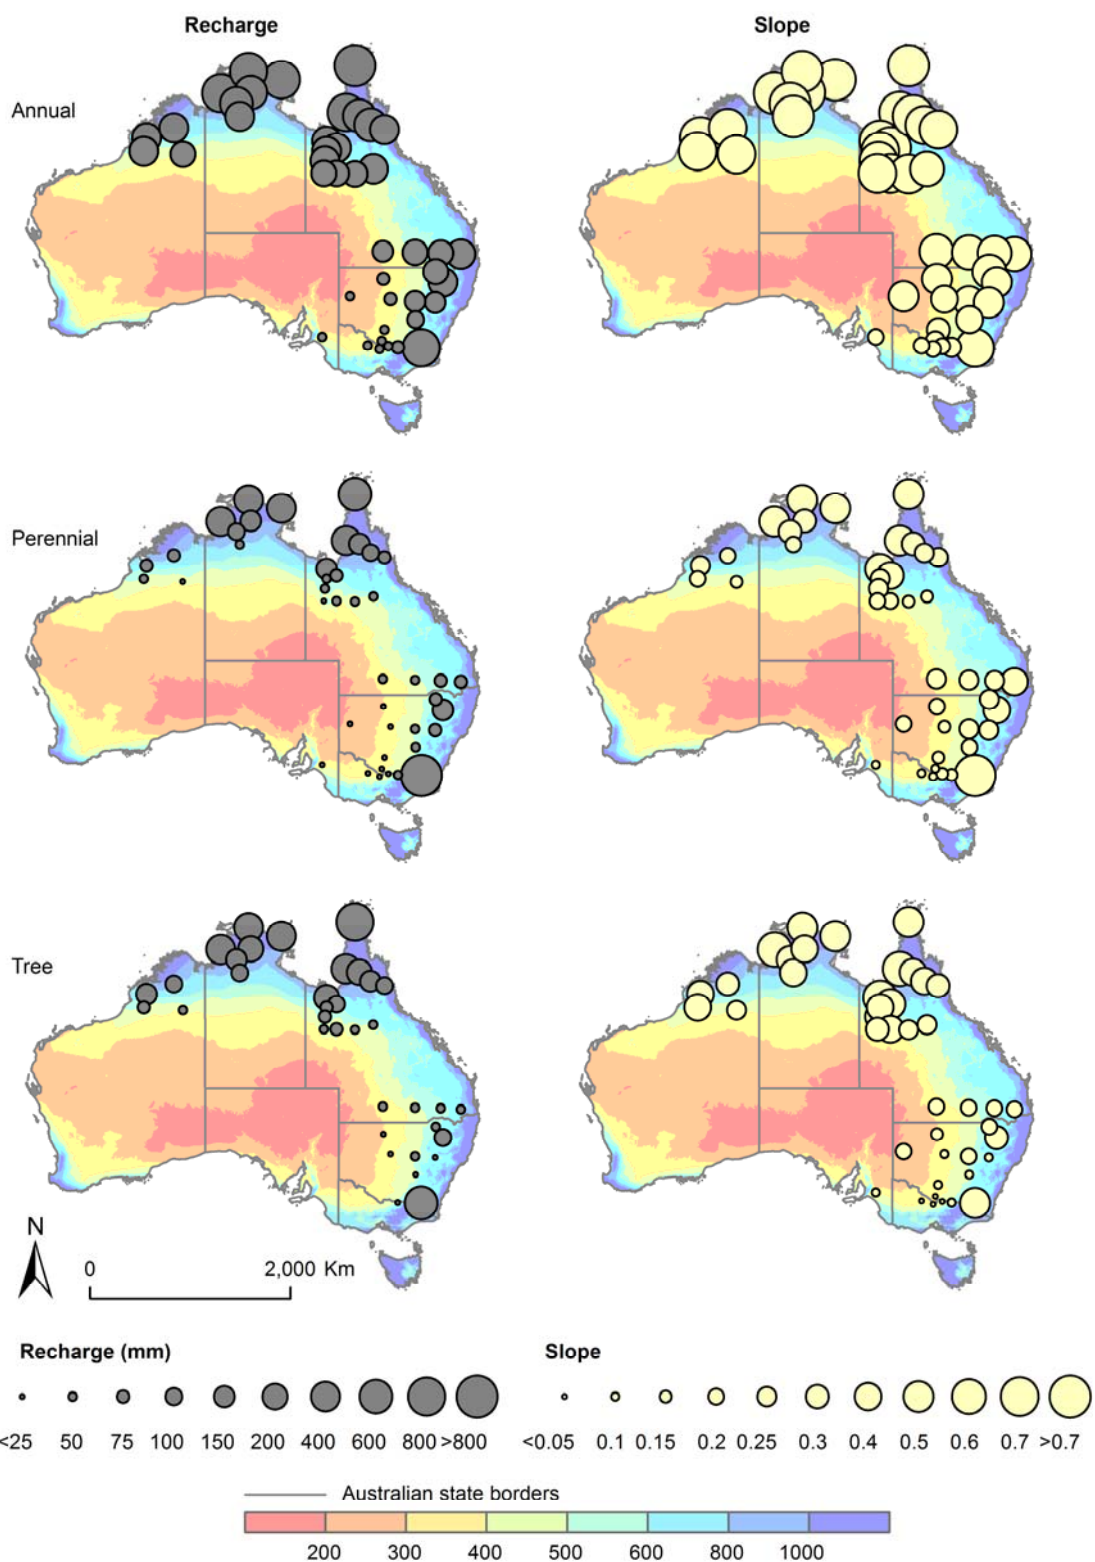 Recharge Slope
Annual
Perennial
Tree
N
0 2,000 Km
Recharge (mm) Slope
<25 50 75 100 150 200 400 600 800 >800 <0.05 0.1 0.15 0.2 0.25 0.3 0.4 0.5 0.6 0.7 >0.7
Australian state borders
200 300 400 500 600 800 1000